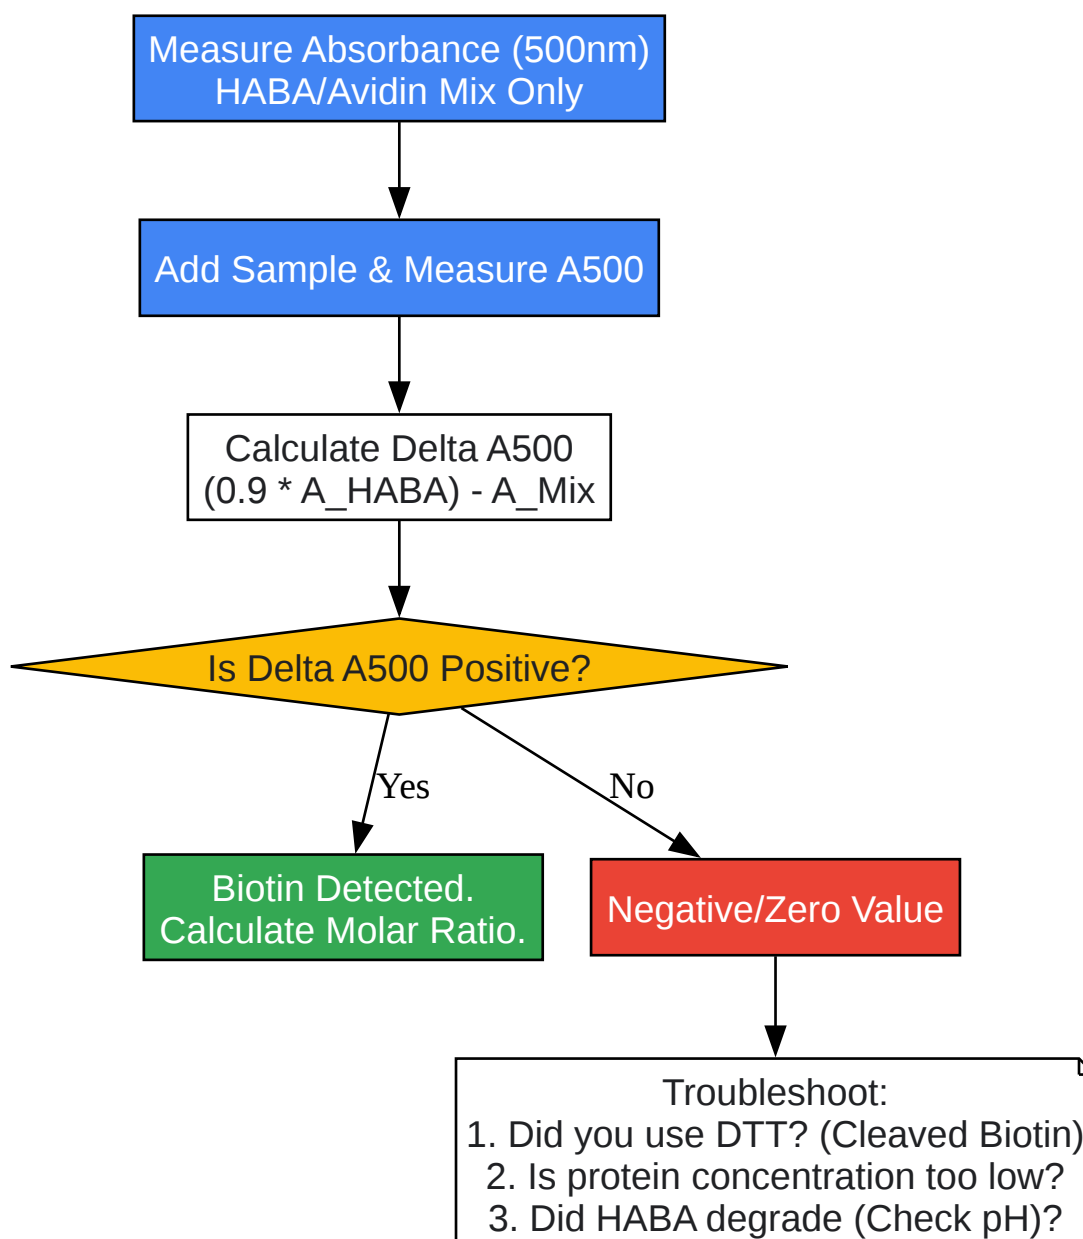 Measure Absorbance (500nm)
HABA/Avidin Mix Only
Add Sample & Measure A500
Calculate Delta A500
(0.9 * A_HABA) - A_Mix
Is Delta A500 Positive?
Yes
No
Biotin Detected.
Calculate Molar Ratio.
Negative/Zero Value
Troubleshoot:
1. Did you use DTT? (Cleaved Biotin)
2. Is protein concentration too low?
3. Did HABA degrade (Check pH)?